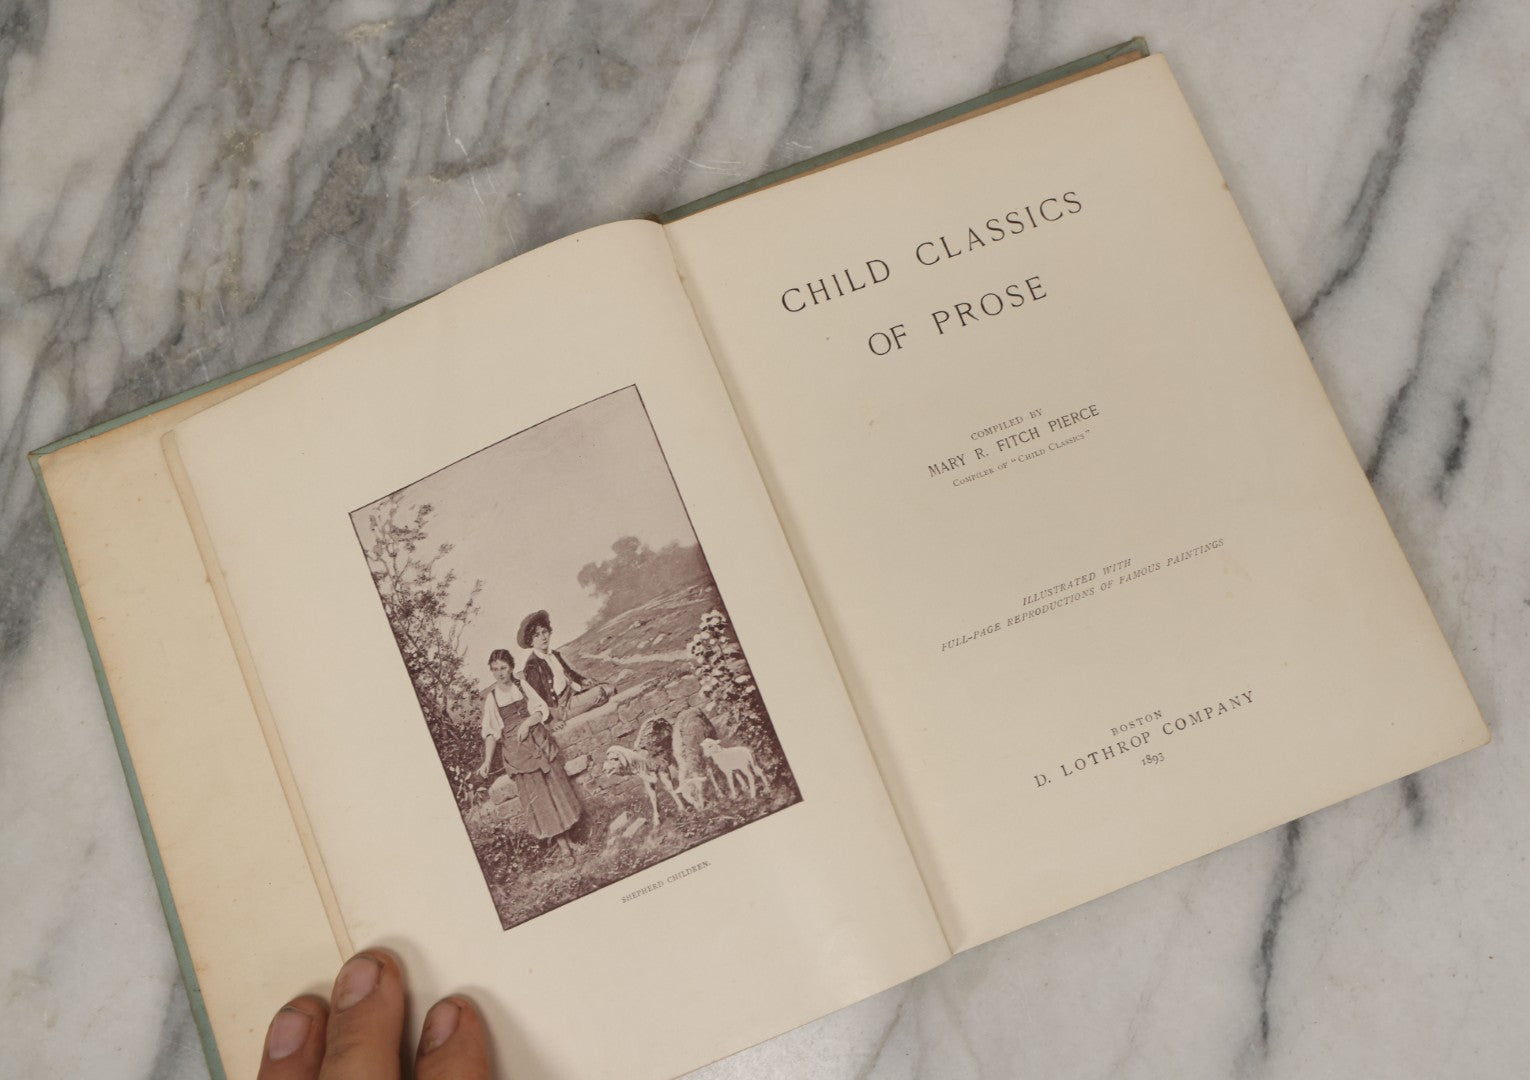 SHEPHERD CHILDREN.
CHILD CLASSICS
OF PROSE
COMPILED BY
MARY R. FITCH PIERCE
COMPILER OF "CHILD CLASSICS"
ILLUSTRATED WITH
FULL-PAGE REPRODUCTIONS OF FAMOUS PAINTINGS
BOSTON
D. LOTHROP COMPANY
1893